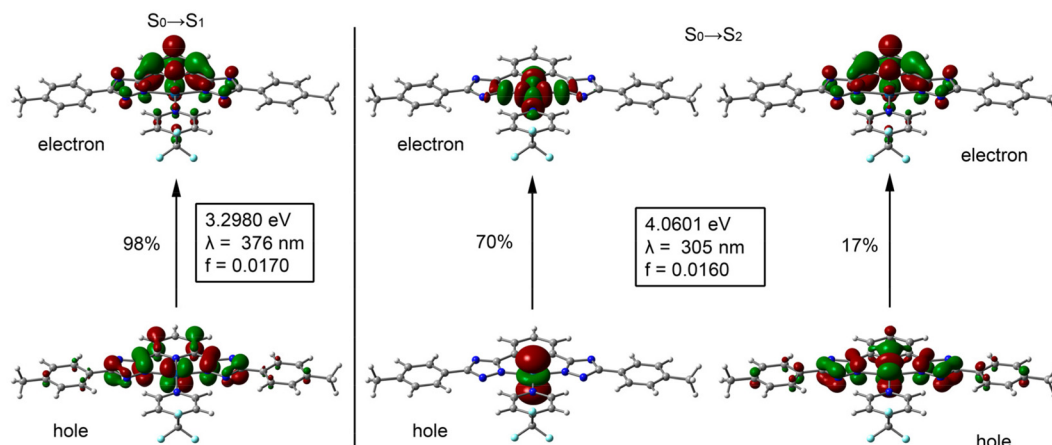 S₀→S₁
electron
98%
3.2980 eV
λ = 376 nm
f = 0.0170
hole
S₀→S₂
electron
electron
70%
4.0601 eV
λ = 305 nm
f = 0.0160
17%
hole
hole